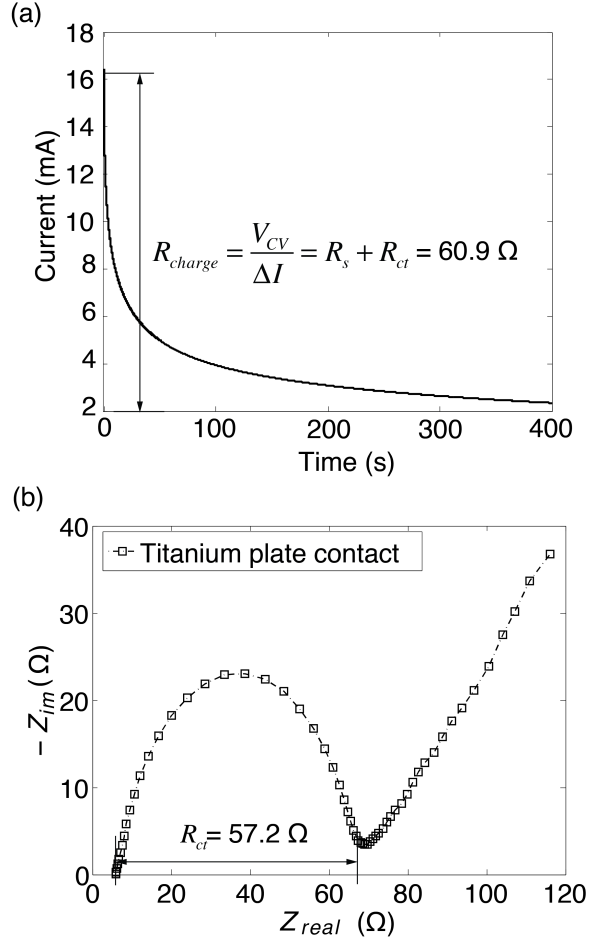 (a)
18
16
14
12
10
8
6
4
2
Current (mA)
R_charge = V_CV / ΔI = R_s + R_ct = 60.9 Ω
0 100 200 300 400
Time (s)
(b)
40
30
20
10
0
− Z_im (Ω)
Titanium plate contact
R_ct = 57.2 Ω
0 20 40 60 80 100 120
Z_real (Ω)